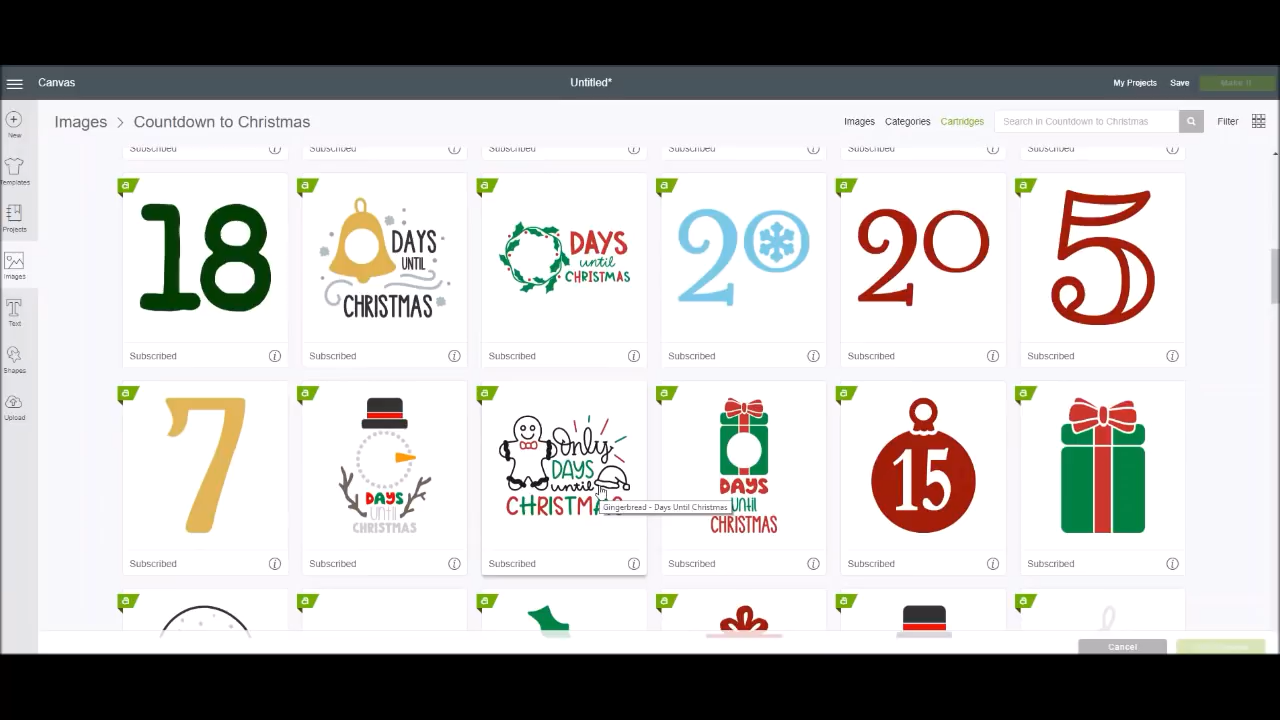 Canvas
Untitled*
My Projects
Save
Make It
New
Templates
Projects
Images
Text
Shapes
Upload
Images > Countdown to Christmas
Images
Categories
Cartridges
Search in Countdown to Christmas
Filter
Subscribed
Subscribed
Subscribed
Subscribed
Subscribed
Subscribed
a
a
a
a
a
a
18
DAYS
UNTIL
CHRISTMAS
DAYS
until
CHRISTMAS
20
20
5
Subscribed
Subscribed
Subscribed
Subscribed
Subscribed
Subscribed
a
a
a
a
a
a
7
DAYS
UNTIL
CHRISTMAS
Only
DAYS
until
CHRISTMAS
Gingerbread - Days Until Christmas
DAYS
Until
CHRISTMAS
15
Subscribed
Subscribed
Subscribed
Subscribed
Subscribed
Subscribed
a
a
a
a
a
a
Cancel